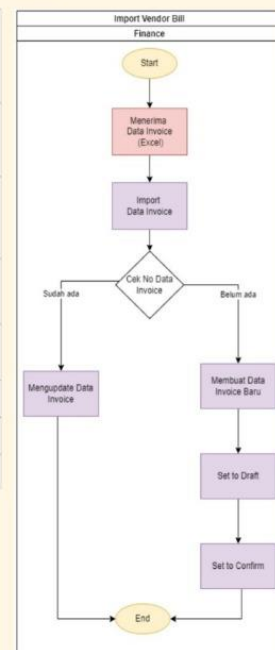 Import Vendor Bill
Finance
Start
Menerima
Data Invoice
(Excel)
Import
Data Invoice
Cek No Data
Invoice
Sudah ada
Belum ada
Mengupdate Data
Invoice
Membuat Data
Invoice Baru
Set to Draft
Set to Confirm
End